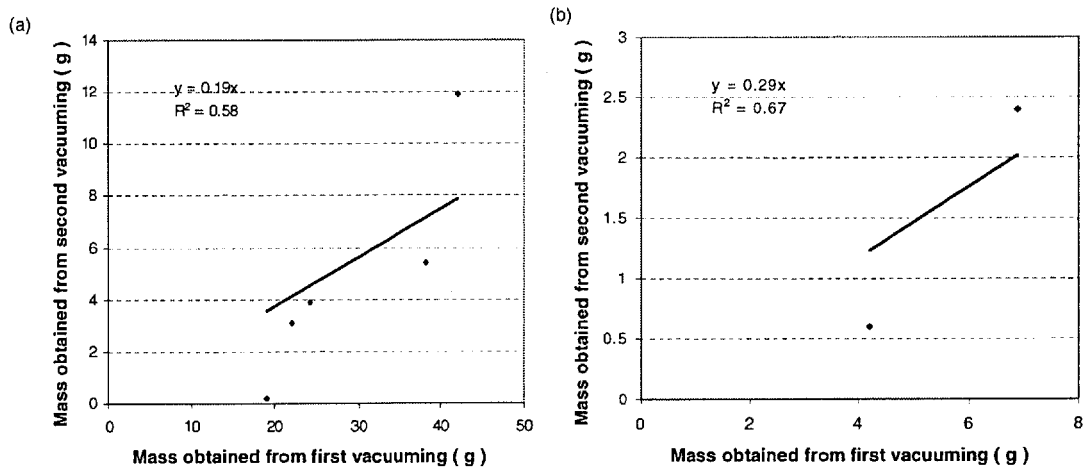 (a)
Mass obtained from second vacuuming ( g )
14
12
10
8
6
4
2
0
y = 0.19x
R² = 0.58
0 10 20 30 40 50
Mass obtained from first vacuuming ( g )
(b)
Mass obtained from second vacuuming ( g )
3
2.5
2
1.5
1
0.5
0
y = 0.29x
R² = 0.67
0 2 4 6 8
Mass obtained from first vacuuming ( g )